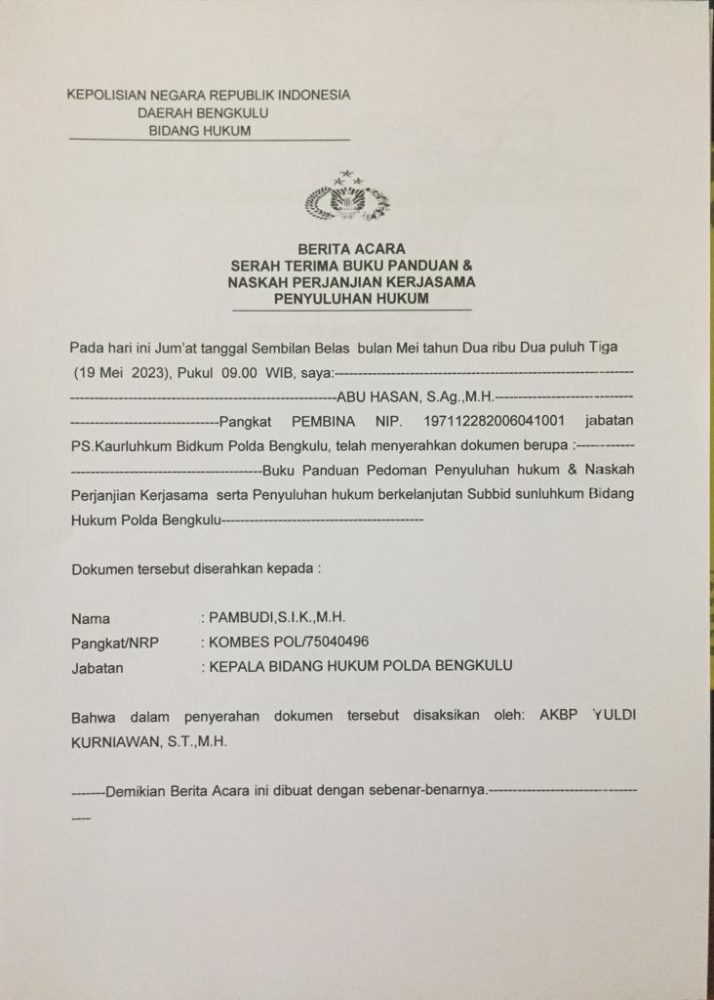 KEPOLISIAN NEGARA REPUBLIK INDONESIA
DAERAH BENGKULU
BIDANG HUKUM
BERITA ACARA
SERAH TERIMA BUKU PANDUAN &
NASKAH PERJANJIAN KERJASAMA
PENYULUHAN HUKUM
Pada hari ini Jum'at tanggal Sembilan Belas bulan Mei tahun Dua ribu Dua puluh Tiga
(19 Mei 2023), Pukul 09.00 WIB, saya:---------------------------------------------------------------
--------------------------------------------------------ABU HASAN, S.Ag.,M.H.-----------------------------
-------------------------------Pangkat PEMBINA NIP. 197112282006041001 jabatan
PS.Kaurluhkum Bidkum Polda Bengkulu, telah menyerahkan dokumen berupa :------------
----------------------------------------Buku Panduan Pedoman Penyuluhan hukum & Naskah
Perjanjian Kerjasama serta Penyuluhan hukum berkelanjutan Subbid sunluhkum Bidang
Hukum Polda Bengkulu-------------------------------------------
Dokumen tersebut diserahkan kepada :
Nama : PAMBUDI,S.I.K.,M.H.
Pangkat/NRP : KOMBES POL/75040496
Jabatan : KEPALA BIDANG HUKUM POLDA BENGKULU
Bahwa dalam penyerahan dokumen tersebut disaksikan oleh: AKBP YULDI
KURNIAWAN, S.T.,M.H.
-------Demikian Berita Acara ini dibuat dengan sebenar-benarnya.-------------------------------
----